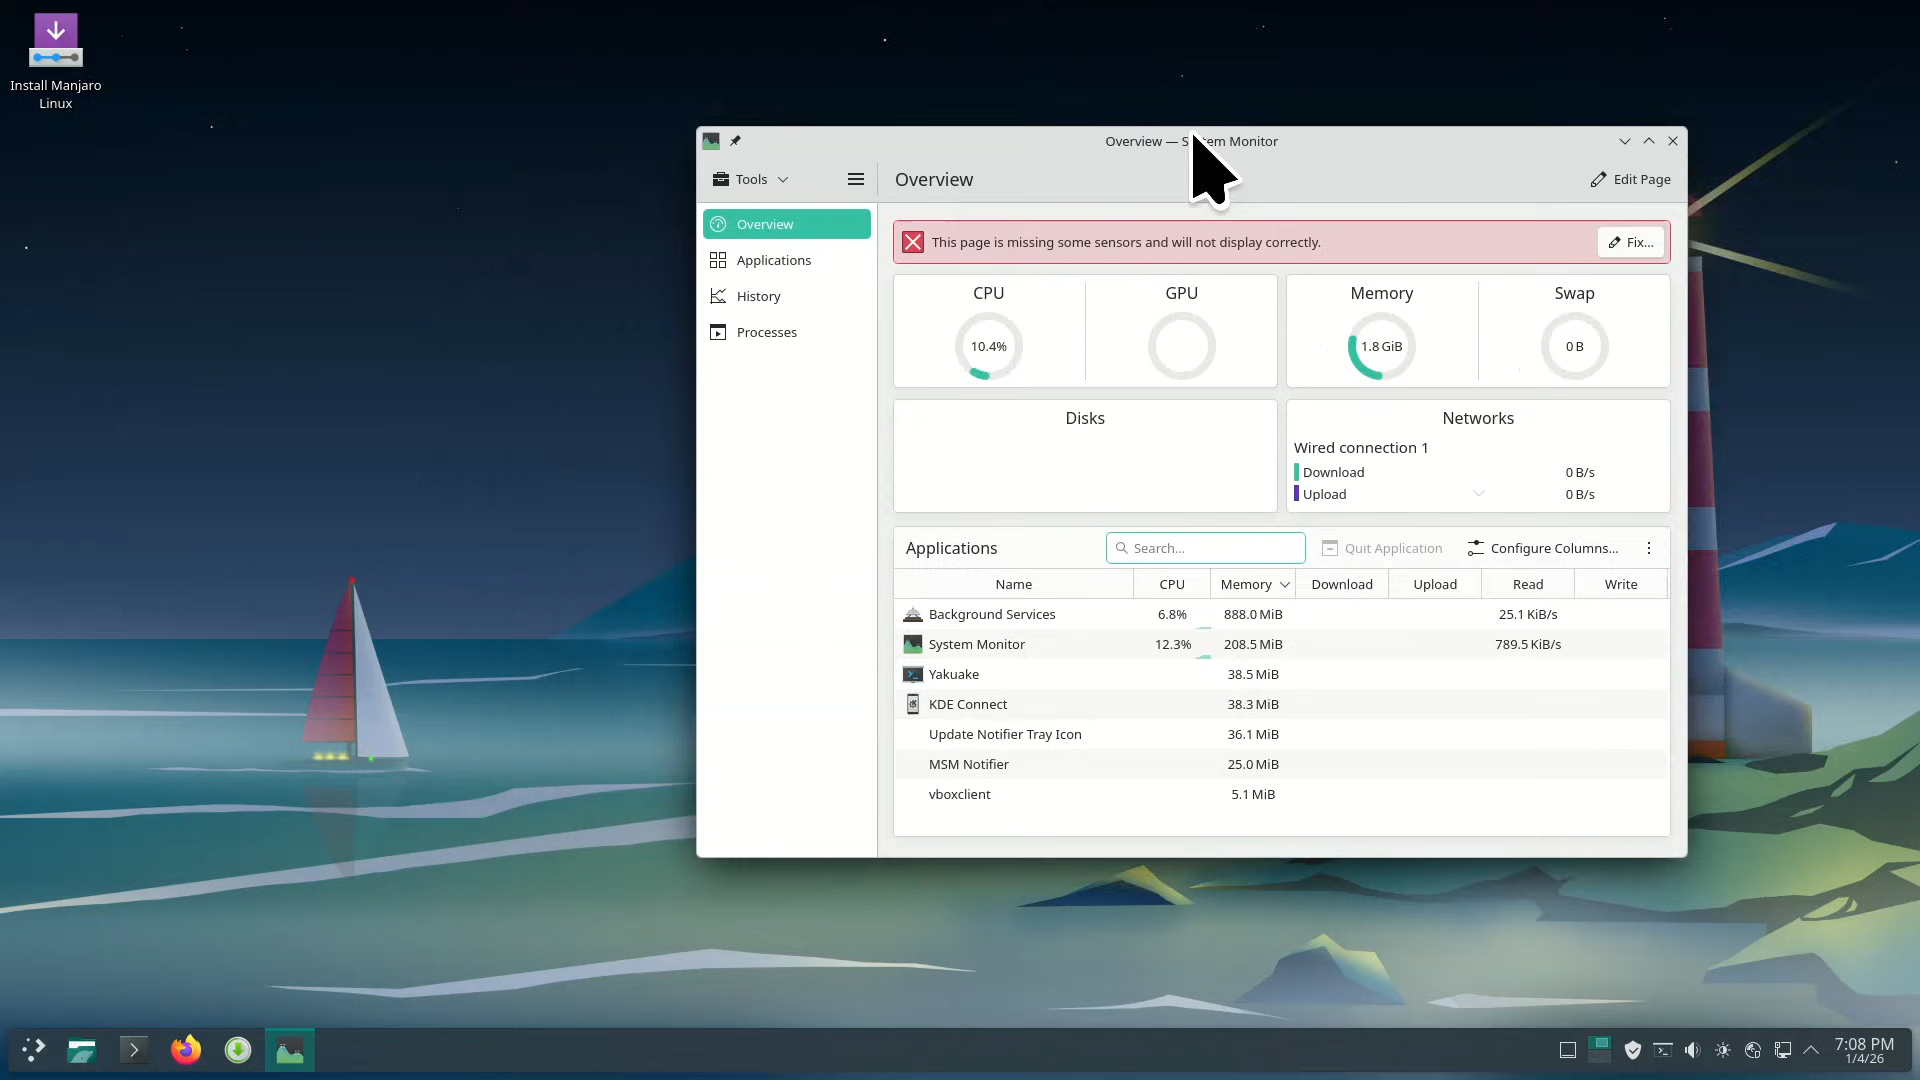 Install Manjaro
Linux
Overview — System Monitor
Tools
Overview
Edit Page
Overview
Applications
History
Processes
This page is missing some sensors and will not display correctly.
Fix...
CPU
GPU
Memory
Swap
10.4%
1.8 GiB
0 B
Disks
Networks
Wired connection 1
Download 0 B/s
Upload 0 B/s
Applications
Search...
Quit Application
Configure Columns...
Name CPU Memory Download Upload Read Write
Background Services 6.8% 888.0 MiB 25.1 KiB/s
System Monitor 12.3% 208.5 MiB 789.5 KiB/s
Yakuake 38.5 MiB
KDE Connect 38.3 MiB
Update Notifier Tray Icon 36.1 MiB
MSM Notifier 25.0 MiB
vboxclient 5.1 MiB
7:08 PM
1/4/26